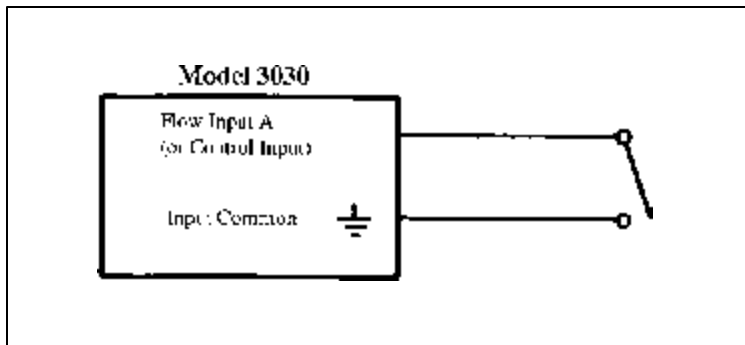 Model 3030
Flow Input A
(or Control Input)
Input Common